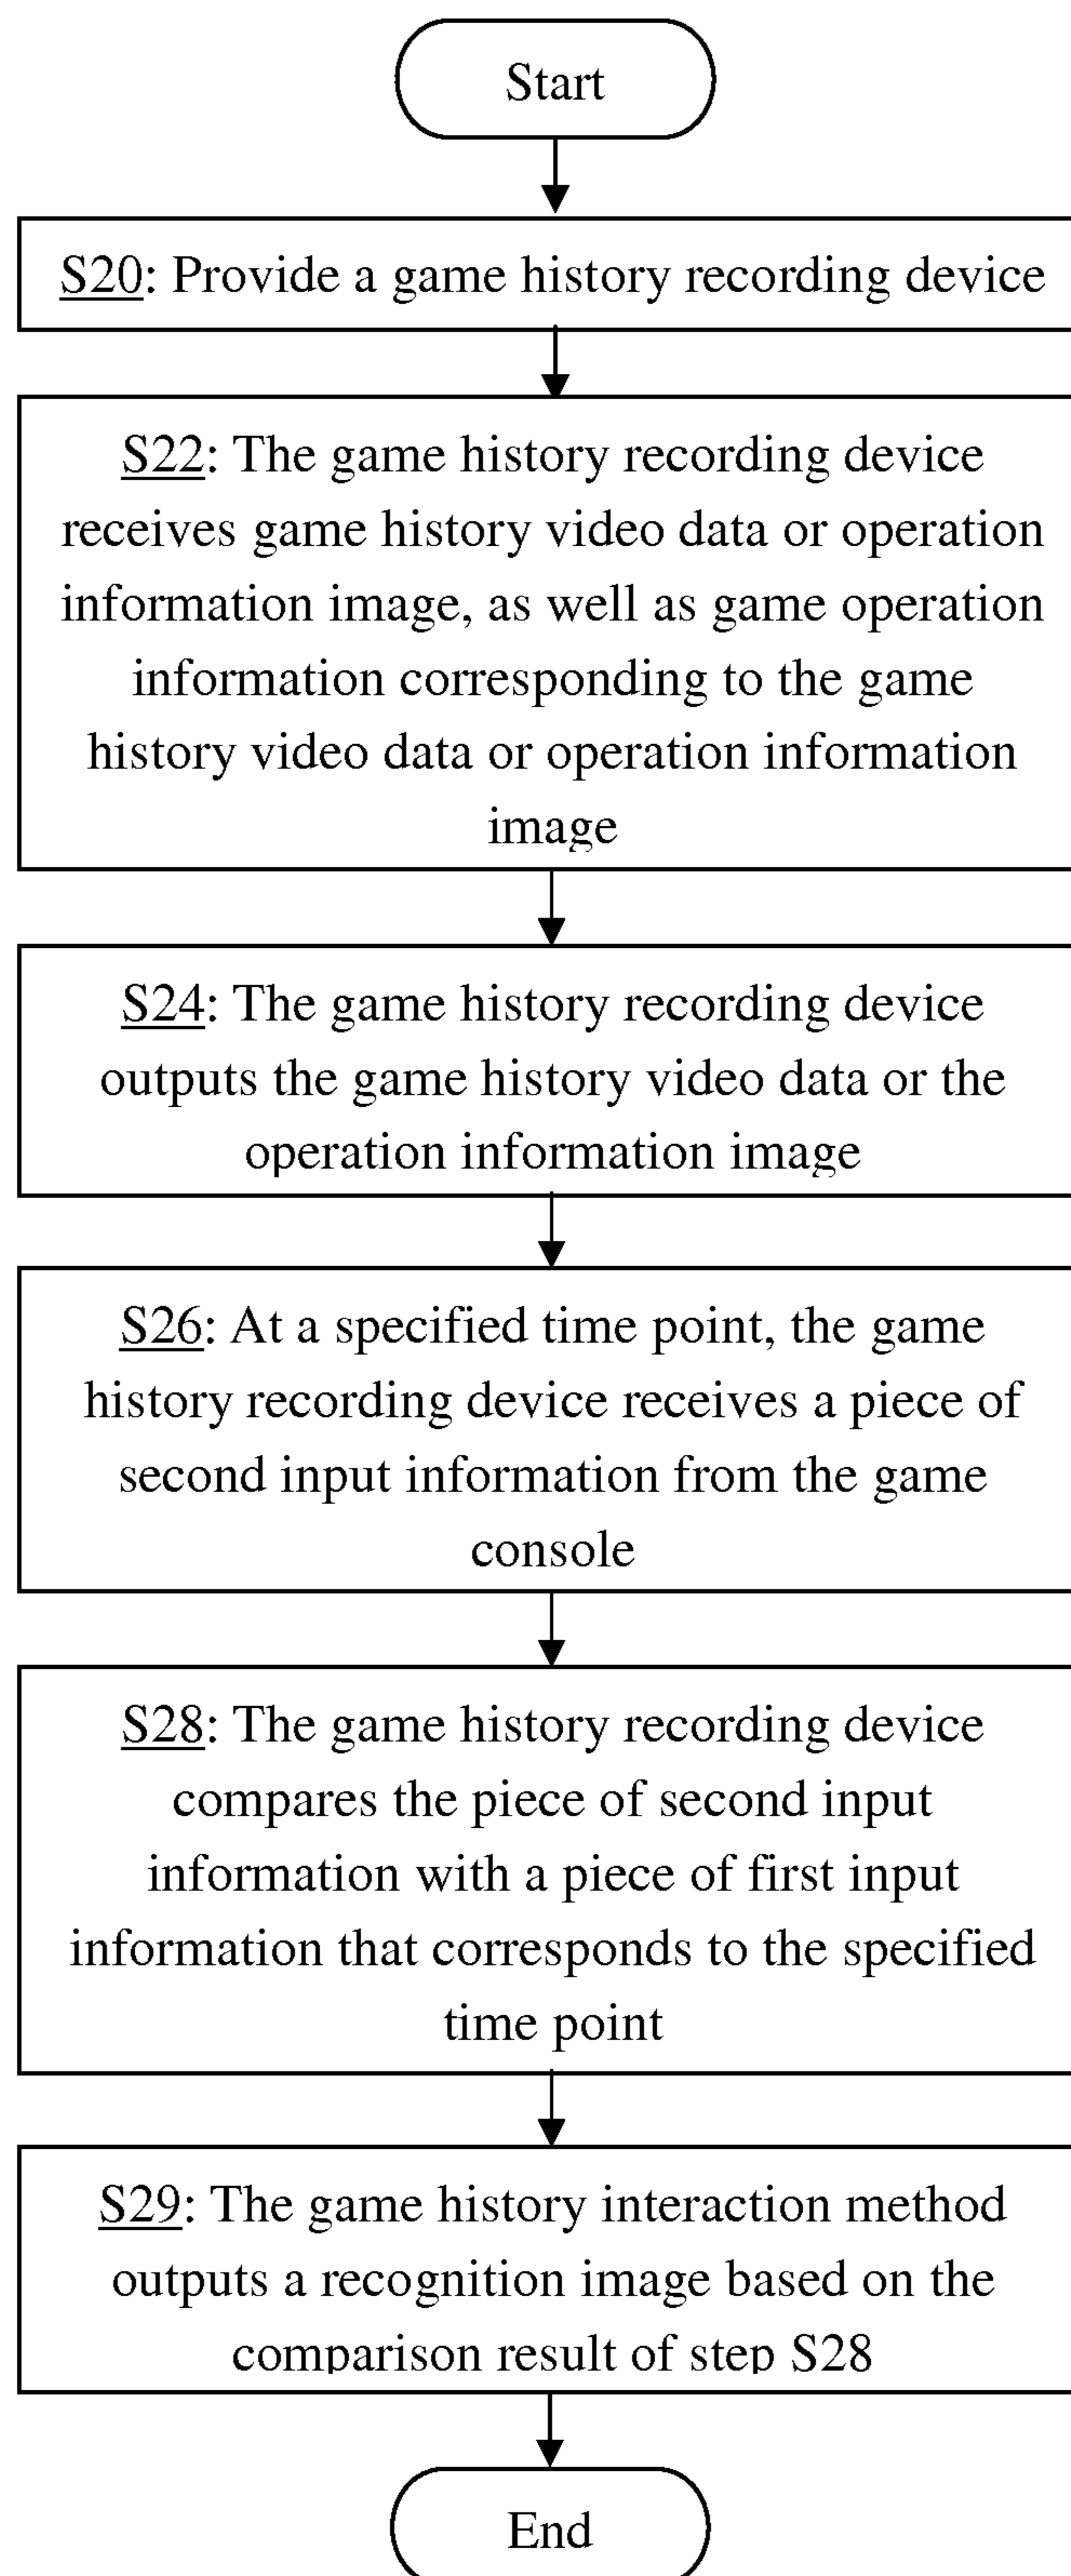 Start
S20: Provide a game history recording device
S22: The game history recording device
receives game history video data or operation
information image, as well as game operation
information corresponding to the game
history video data or operation information
image
S24: The game history recording device
outputs the game history video data or the
operation information image
S26: At a specified time point, the game
history recording device receives a piece of
second input information from the game
console
S28: The game history recording device
compares the piece of second input
information with a piece of first input
information that corresponds to the specified
time point
S29: The game history interaction method
outputs a recognition image based on the
comparison result of step S28
End